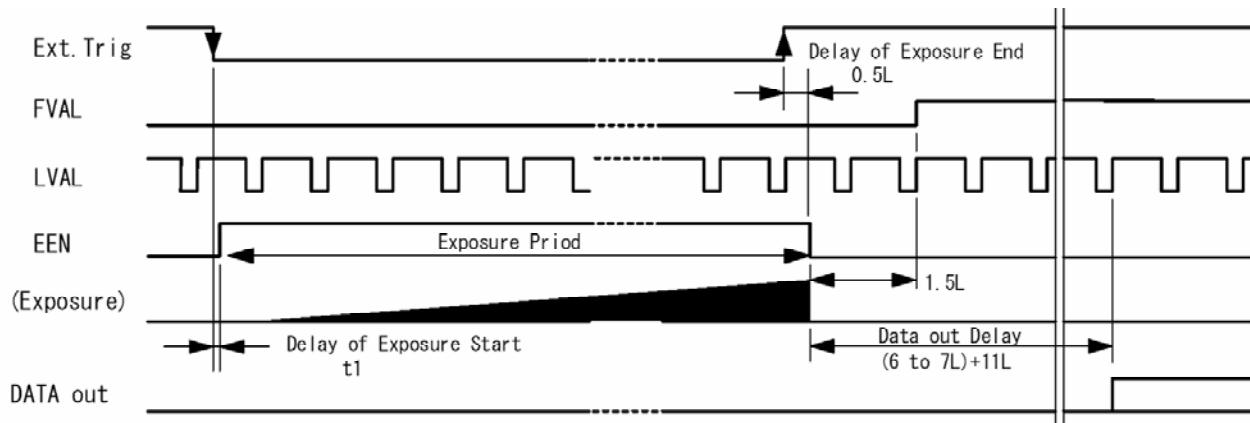 Ext.Trig
Delay of Exposure End
0.5L
FVAL
LVAL
EEN
Exposure Priod
(Exposure)
1.5L
Delay of Exposure Start
t1
Data out Delay
(6 to 7L)+11L
DATA out